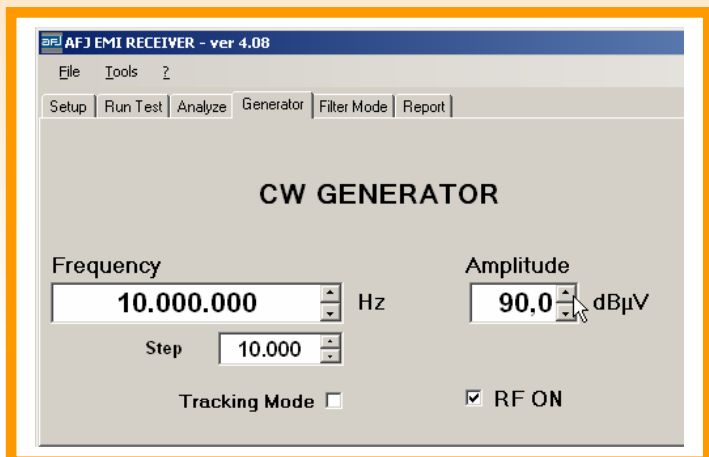 AFJ AFJ EMI RECEIVER - ver 4.08
File Tools ?
Setup Run Test Analyze Generator Filter Mode Report
CW GENERATOR
Frequency Amplitude
10.000.000 Hz 90,0 dBµV
Step 10.000
Tracking Mode RF ON